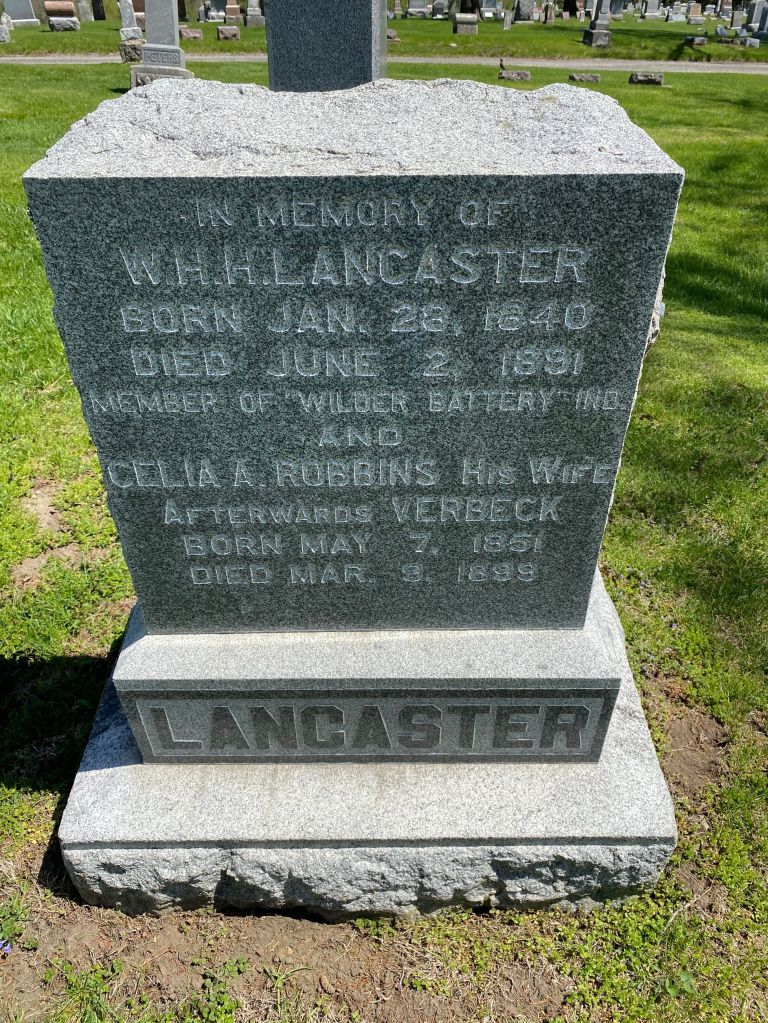 PETERS
IN MEMORY OF
W.H.H. LANCASTER
BORN JAN. 28, 1840
DIED JUNE 2, 1891
MEMBER OF "WILDER BATTERY" IND.
AND
CELIA A. ROBBINS HIS WIFE
AFTERWARDS VERBECK
BORN MAY 7, 1851
DIED MAR. 9, 1899
LANCASTER